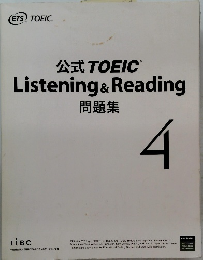 ETS TOEIC
公式 TOEIC
Listening & Reading
問題集
4
IIBC